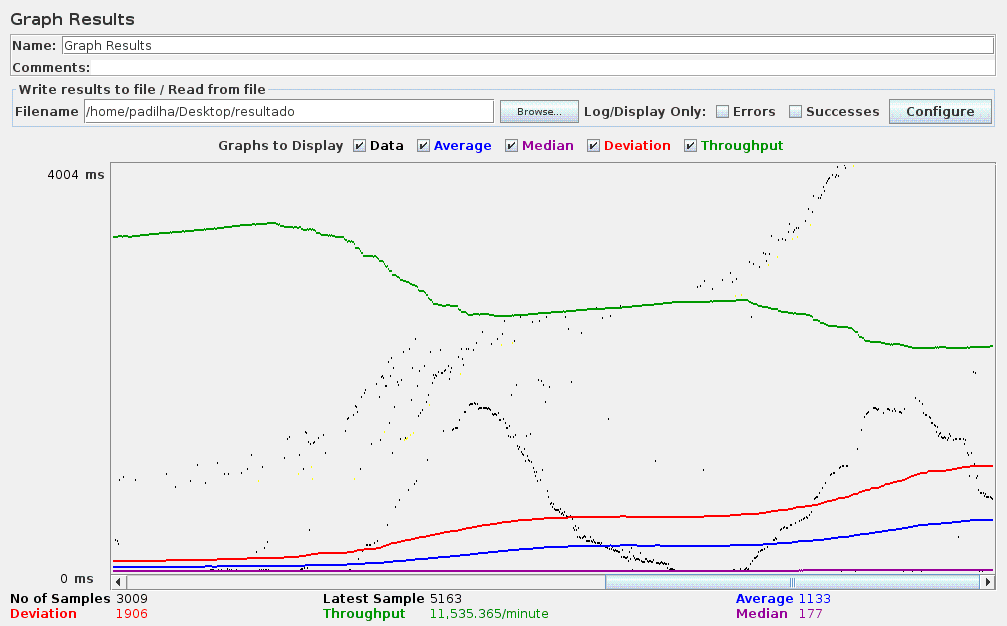 Graph Results
Name: Graph Results
Comments:
Write results to file / Read from file
Filename /home/padilha/Desktop/resultado Browse... Log/Display Only: Errors Successes Configure
Graphs to Display Data Average Median Deviation Throughput
4004 ms
0 ms
No of Samples 3009 Latest Sample 5163 Average 1133
Deviation 1906 Throughput 11,535.365/minute Median 177